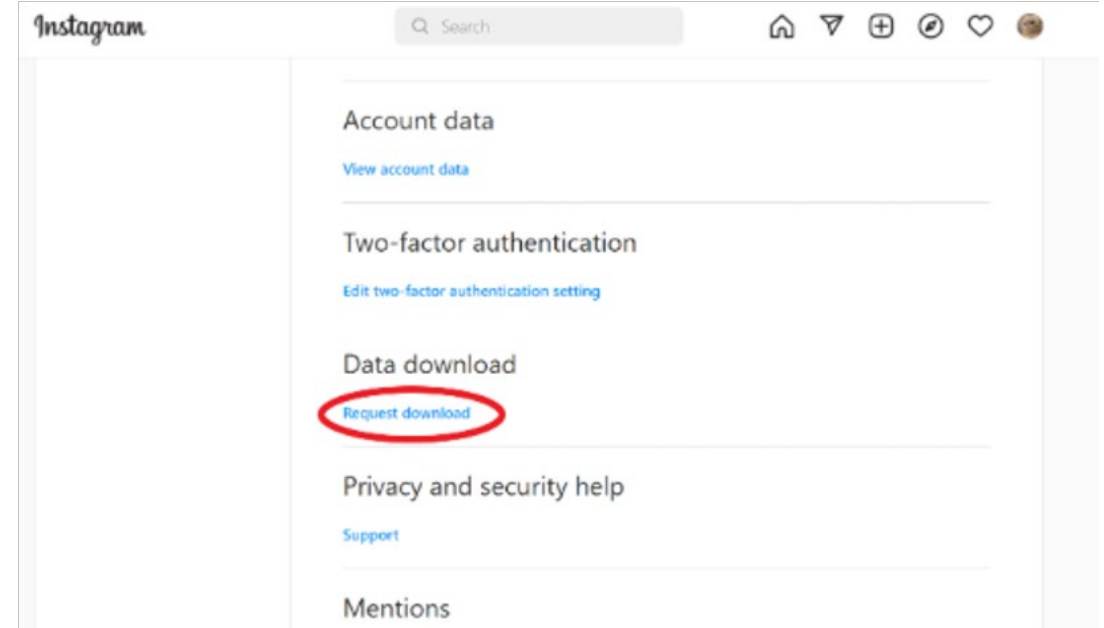 Instagram
Search
Account data
View account data
Two-factor authentication
Edit two-factor authentication setting
Data download
Request download
Privacy and security help
Support
Mentions